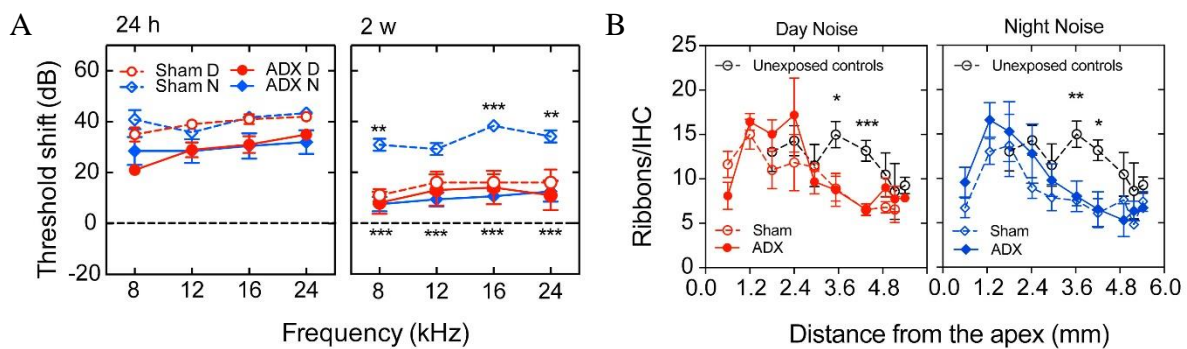 A
24 h
2 w
Threshold shift (dB)
60
40
20
0
-20
Sham D
Sham N
ADX D
ADX N
** *** **
*** *** *** ***
8 12 16 24
8 12 16 24
Frequency (kHz)
B
Day Noise
Night Noise
Ribbons/IHC
25
20
15
10
5
0
Unexposed controls
* ***
Sham
ADX
Unexposed controls
** *
Sham
ADX
0.0 1.2 2.4 3.6 4.8
0.0 1.2 2.4 3.6 4.8 6.0
Distance from the apex (mm)